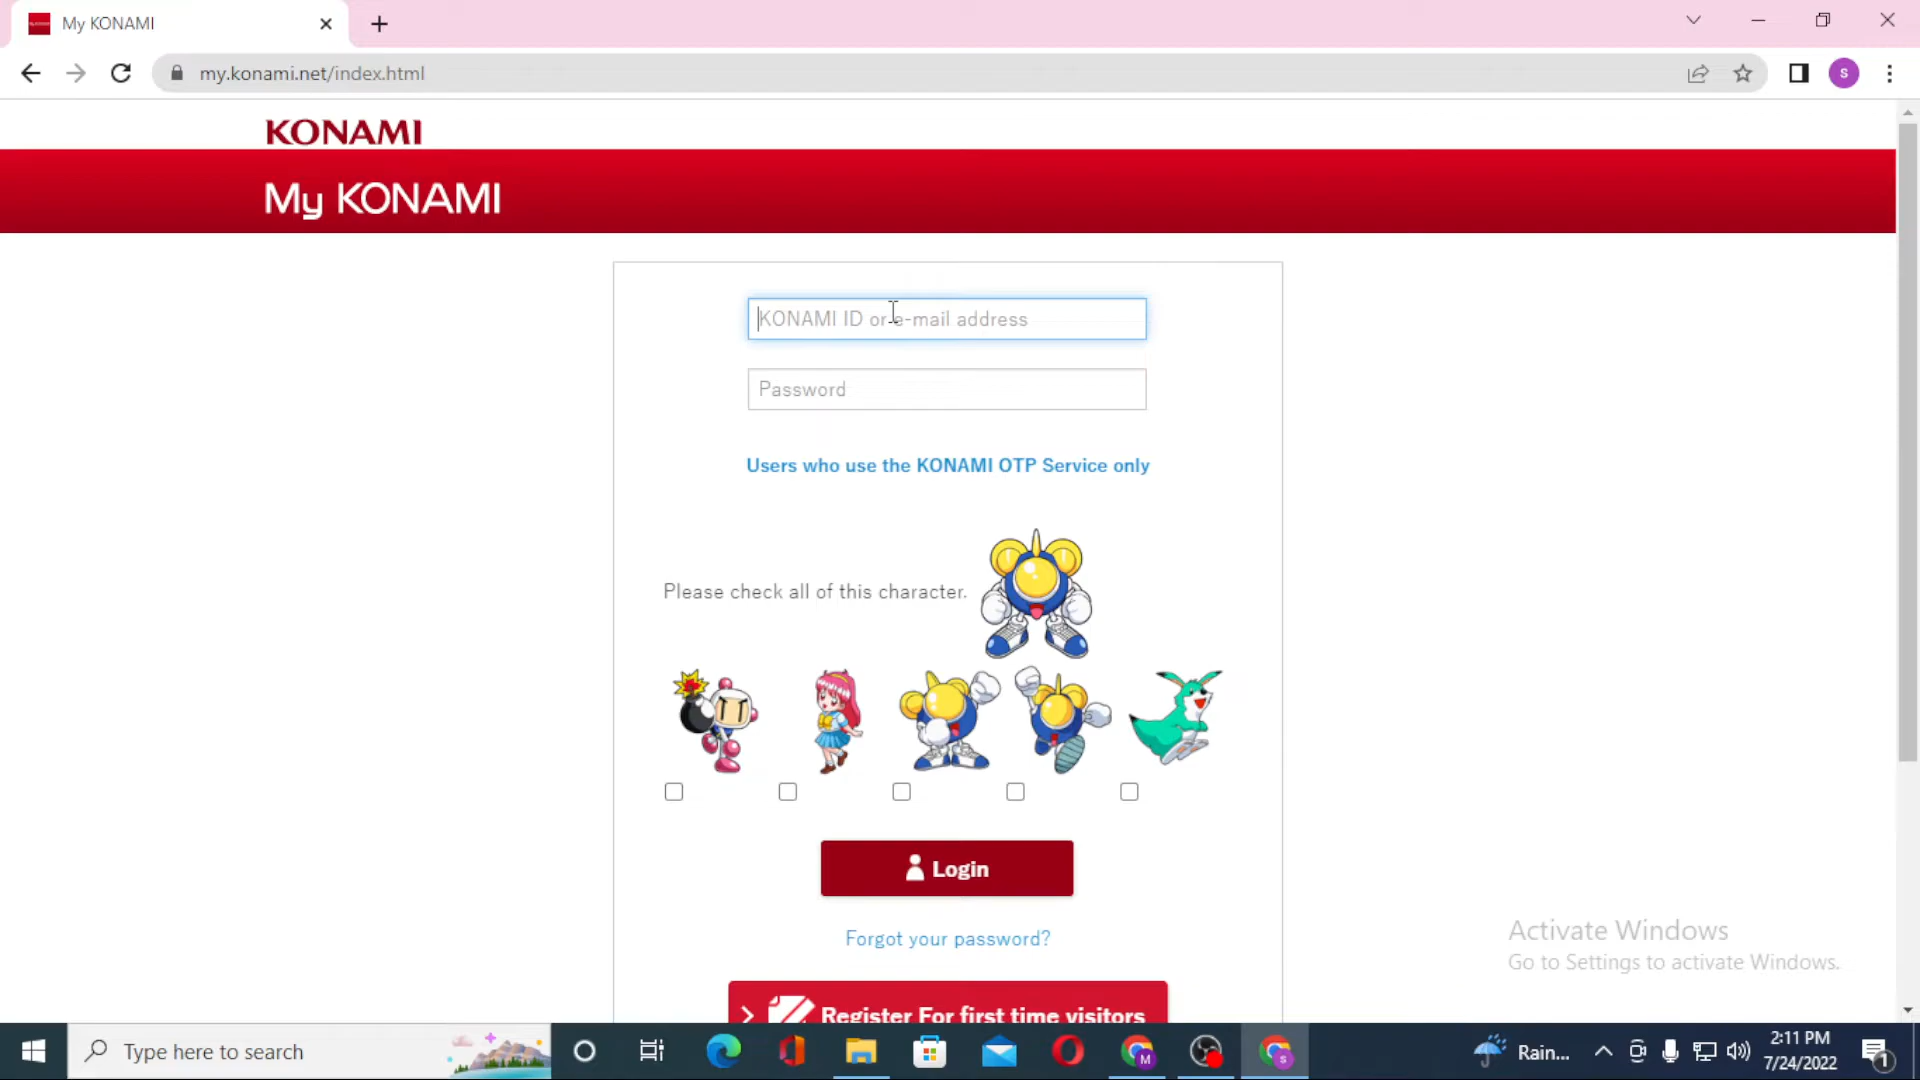 My KONAMI
my.konami.net/index.html
S
KONAMI
My KONAMI
KONAMI ID or e-mail address
Password
Users who use the KONAMI OTP Service only
Please check all of this character.
Login
Forgot your password?
Register For first time visitors
Activate Windows
Go to Settings to activate Windows.
Type here to search
M
S
Rain...
2:11 PM
7/24/2022
1